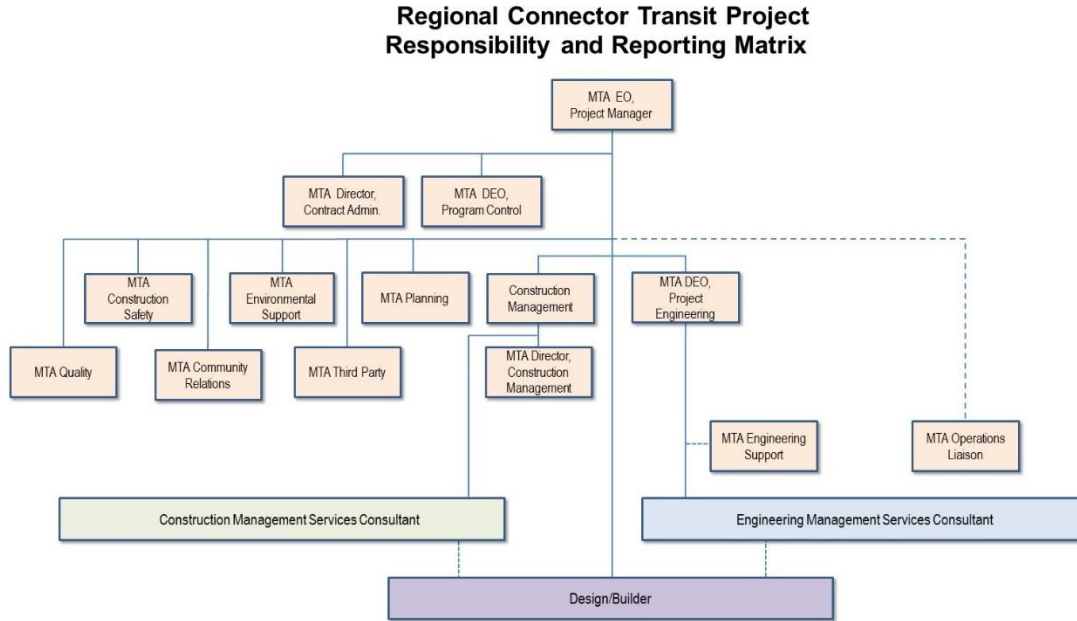 Regional Connector Transit Project
Responsibility and Reporting Matrix
MTA EO,
Project Manager
MTA Director,
Contract Admin.
MTA DEO,
Program Control
MTA
Construction
Safety
MTA
Environmental
Support
MTA Planning
Construction
Management
MTA DEO,
Project
Engineering
MTA Quality
MTA Community
Relations
MTA Third Party
MTA Director,
Construction
Management
MTA Engineering
Support
MTA Operations
Liaison
Construction Management Services Consultant
Engineering Management Services Consultant
Design/Builder